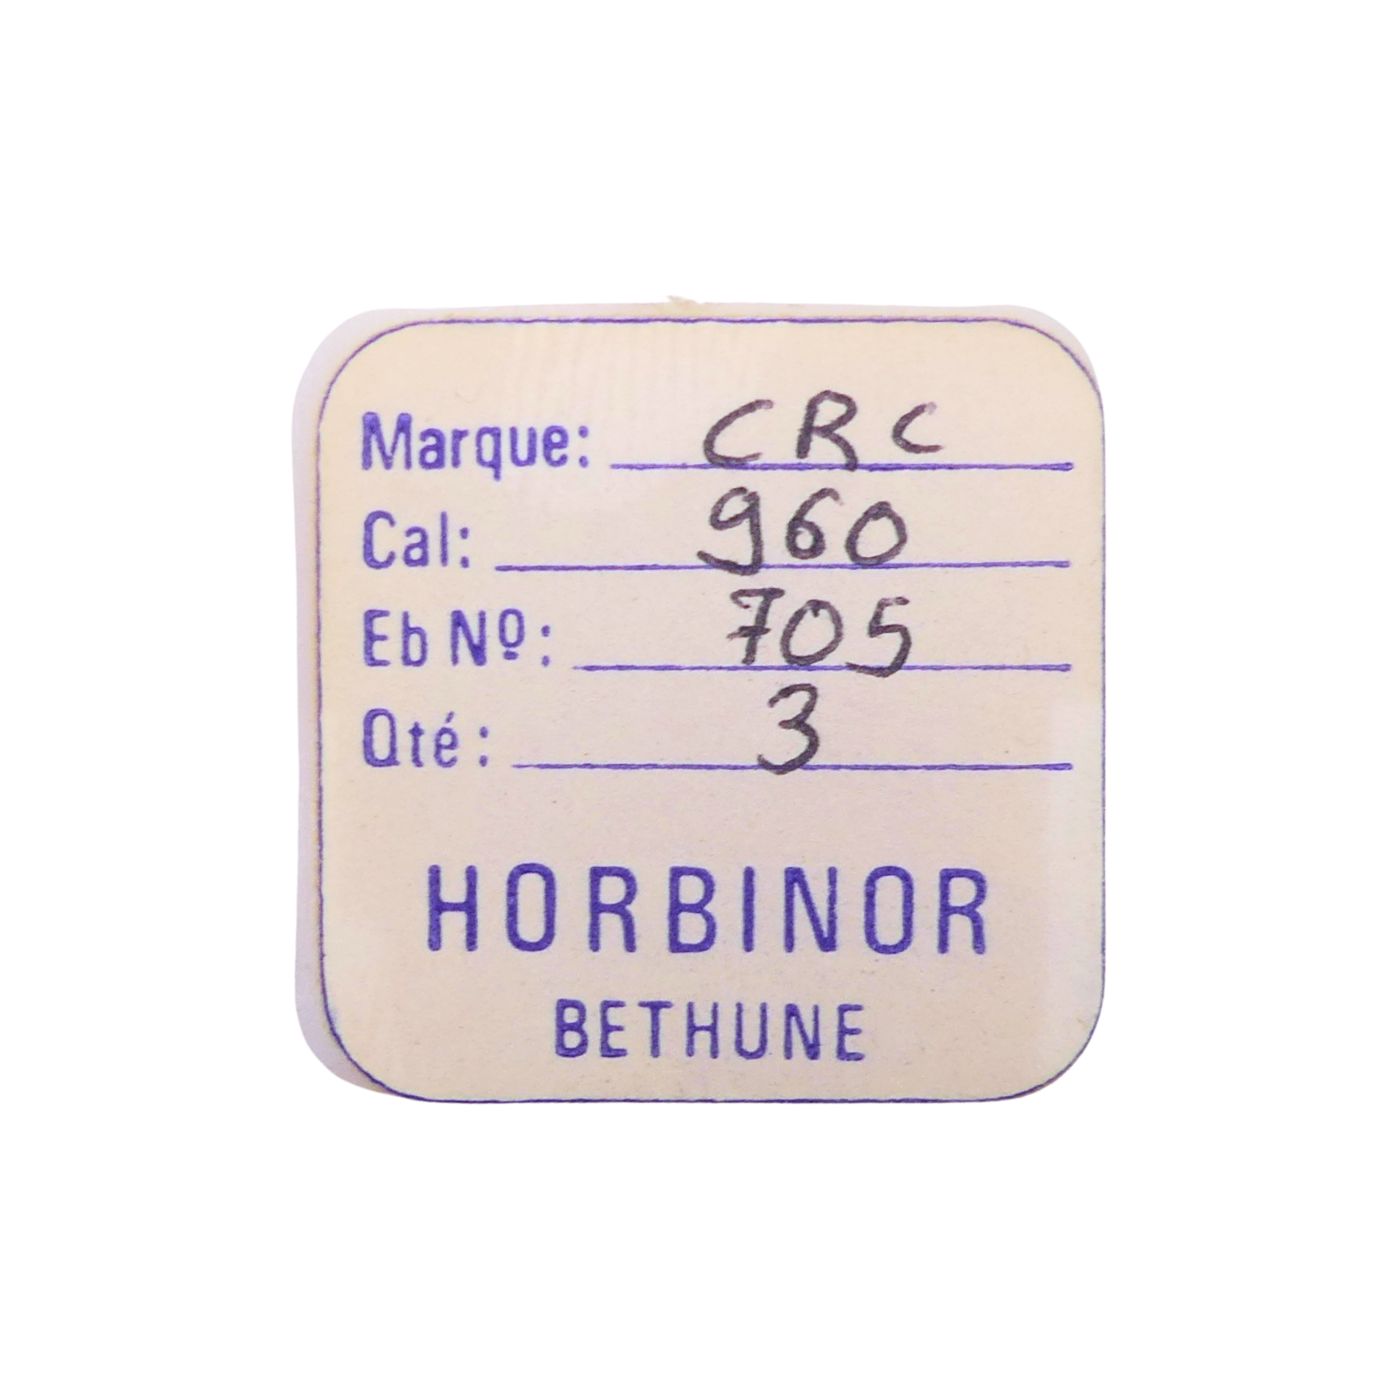 Marque: CRC
Cal: 960
Eb Nº: 705
Qté: 3
HORBINOR
BETHUNE